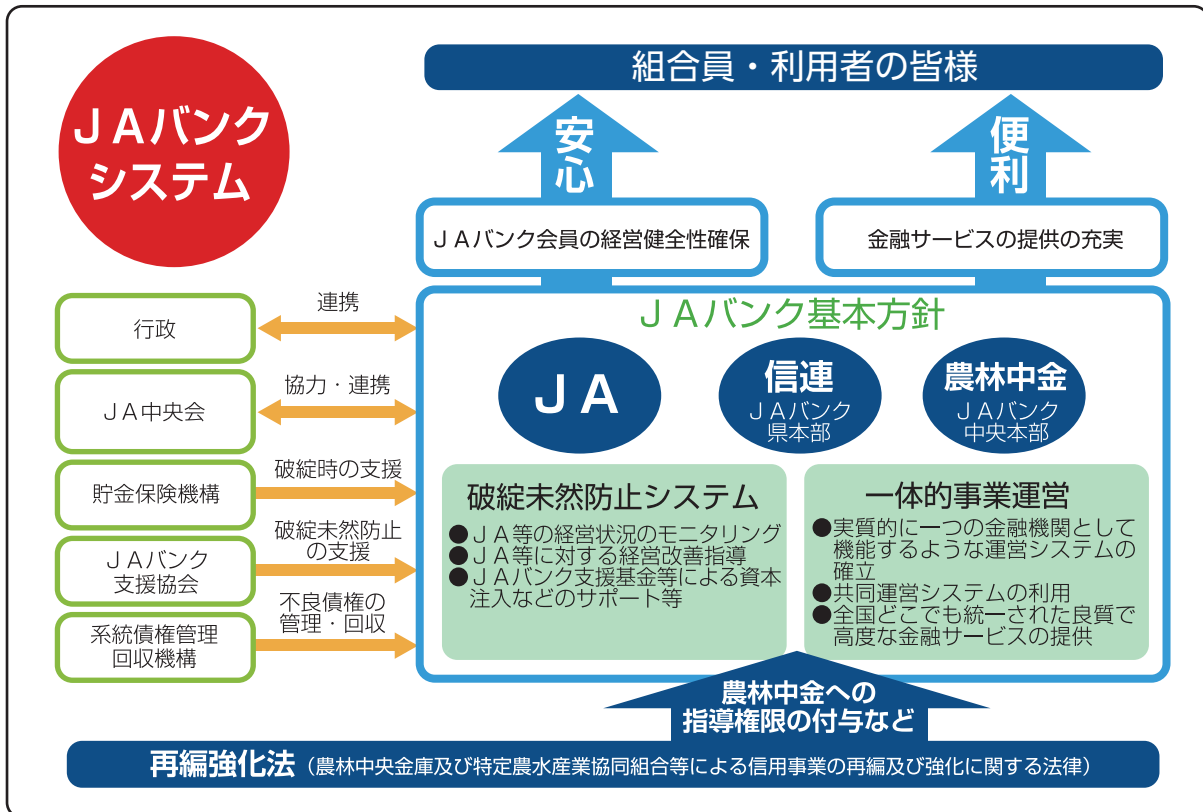 JAバンク
システム
組合員・利用者の皆様
安心
便利
JAバンク会員の経営健全性確保
金融サービスの提供の充実
行政
連携
JA中央会
協力・連携
貯金保険機構
破綻時の支援
JAバンク
支援協会
破綻未然防止
の支援
系統債権管理
回収機構
不良債権の
管理・回収
JAバンク基本方針
JA
信連
JAバンク
県本部
農林中金
JAバンク
中央本部
破綻未然防止システム
●JA等の経営状況のモニタリング
●JA等に対する経営改善指導
●JAバンク支援基金等による資本
注入などのサポート等
一体的事業運営
●実質的に一つの金融機関として
機能するような運営システムの
確立
●共同運営システムの利用
●全国どこでも統一された良質で
高度な金融サービスの提供
農林中金への
指導権限の付与など
再編強化法（農林中央金庫及び特定農水産業協同組合等による信用事業の再編及び強化に関する法律）